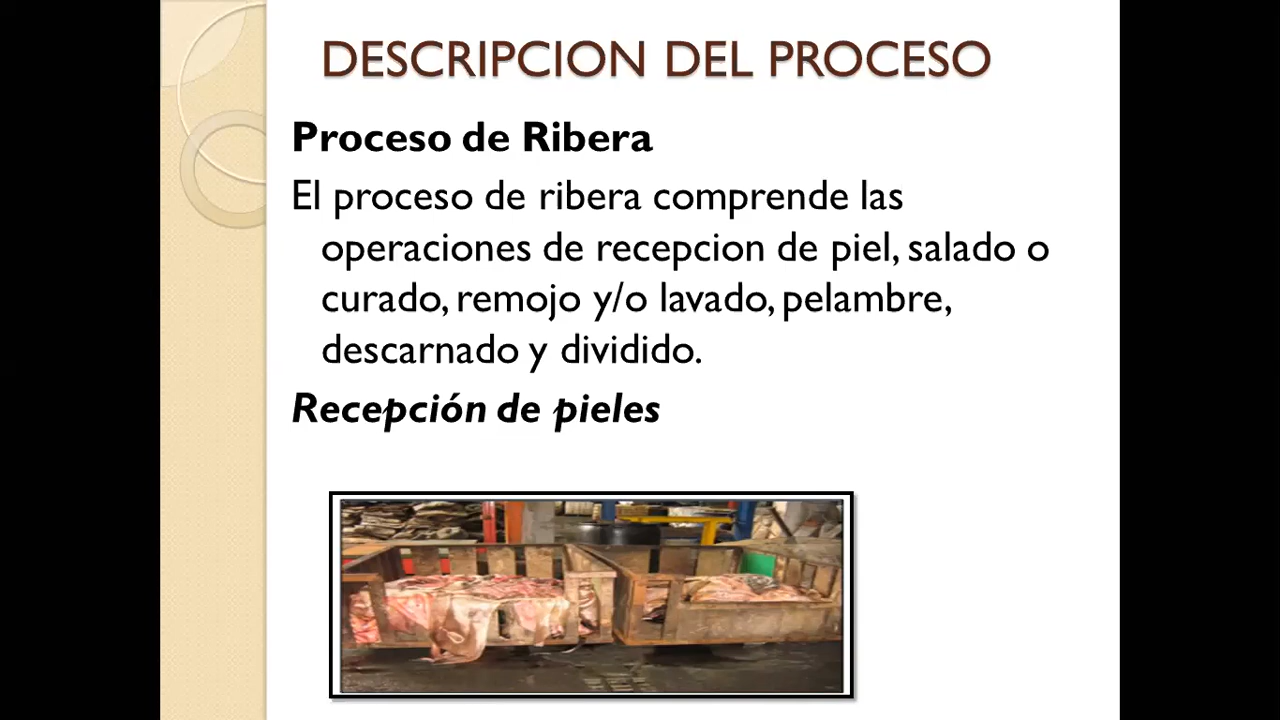 DESCRIPCION DEL PROCESO
Proceso de Ribera
El proceso de ribera comprende las
operaciones de recepcion de piel, salado o
curado, remojo y/o lavado, pelambre,
descarnado y dividido.
Recepción de pieles